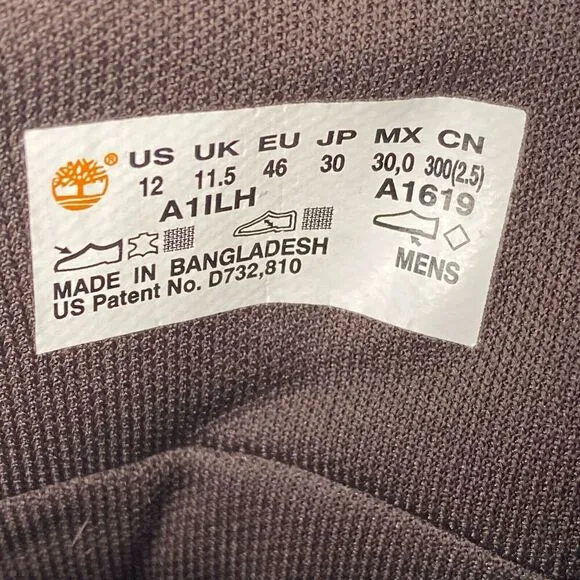 ® US UK EU JP MX CN
12 11.5 46 30 30,0 300(2.5)
A1ILH A1619
MADE IN BANGLADESH
US Patent No. D732,810
MENS